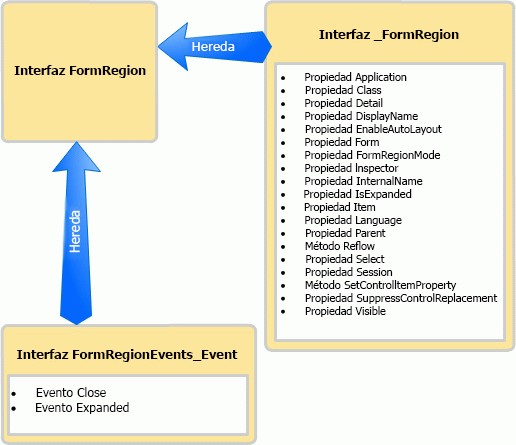 Interfaz FormRegion
Hereda
Interfaz _FormRegion
• Propiedad Application
• Propiedad Class
• Propiedad Detail
• Propiedad DisplayName
• Propiedad EnableAutoLayout
• Propiedad Form
• Propiedad FormRegionMode
• Propiedad Inspector
• Propiedad InternalName
• Propiedad IsExpanded
• Propiedad Item
• Propiedad Language
• Propiedad Parent
• Método Reflow
• Propiedad Select
• Propiedad Session
• Método SetControlItemProperty
• Propiedad SuppressControlReplacement
• Propiedad Visible
Hereda
Interfaz FormRegionEvents_Event
• Evento Close
• Evento Expanded